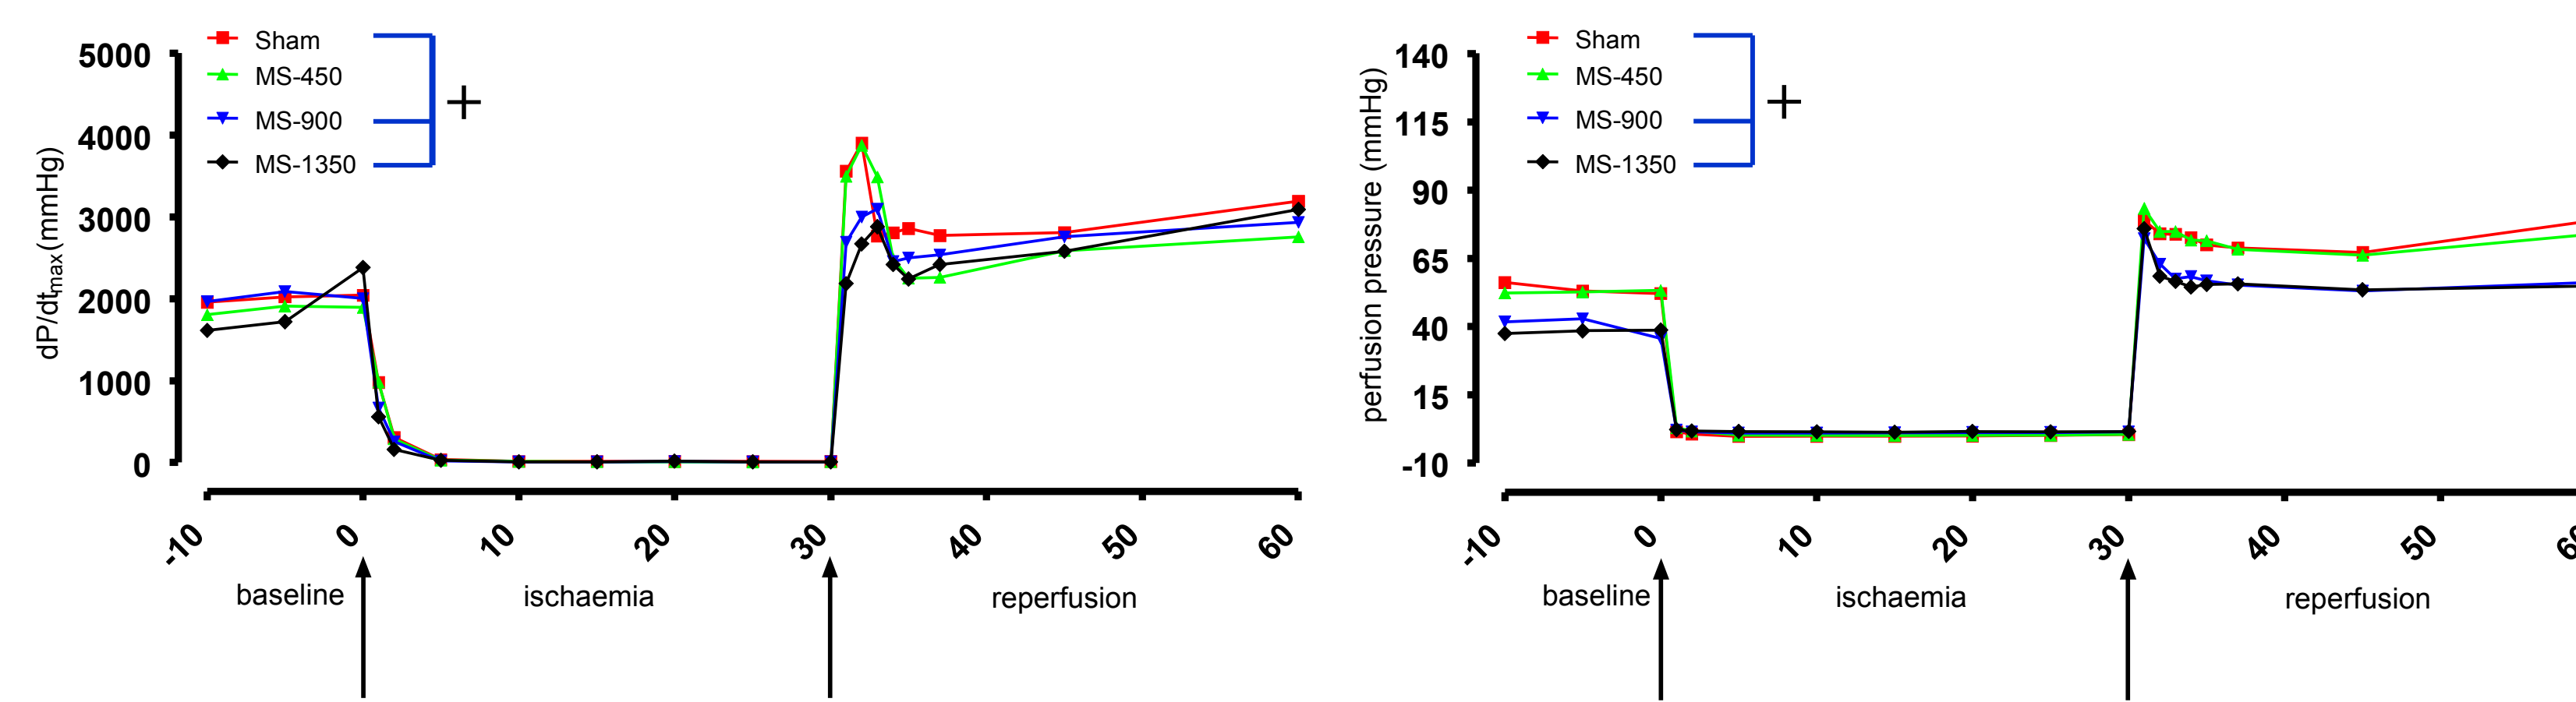 5000
4000
3000
2000
1000
0
dP/dtmax(mmHg)
Sham
MS-450
MS-900
MS-1350
+
-10
0
10
20
30
40
50
60
baseline
ischaemia
reperfusion
140
115
90
65
40
15
-10
perfusion pressure (mmHg)
Sham
MS-450
MS-900
MS-1350
+
-10
0
10
20
30
40
50
baseline
ischaemia
reperfusion